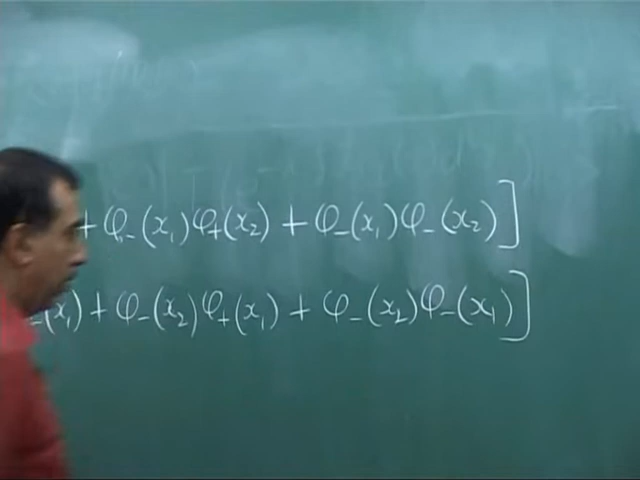 + φ₋(x₁)φ₊(x₂) + φ₋(x₁)φ₋(x₂)]
₋(x₁) + φ₋(x₂)φ₊(x₁) + φ₋(x₂)φ₋(x₁)]